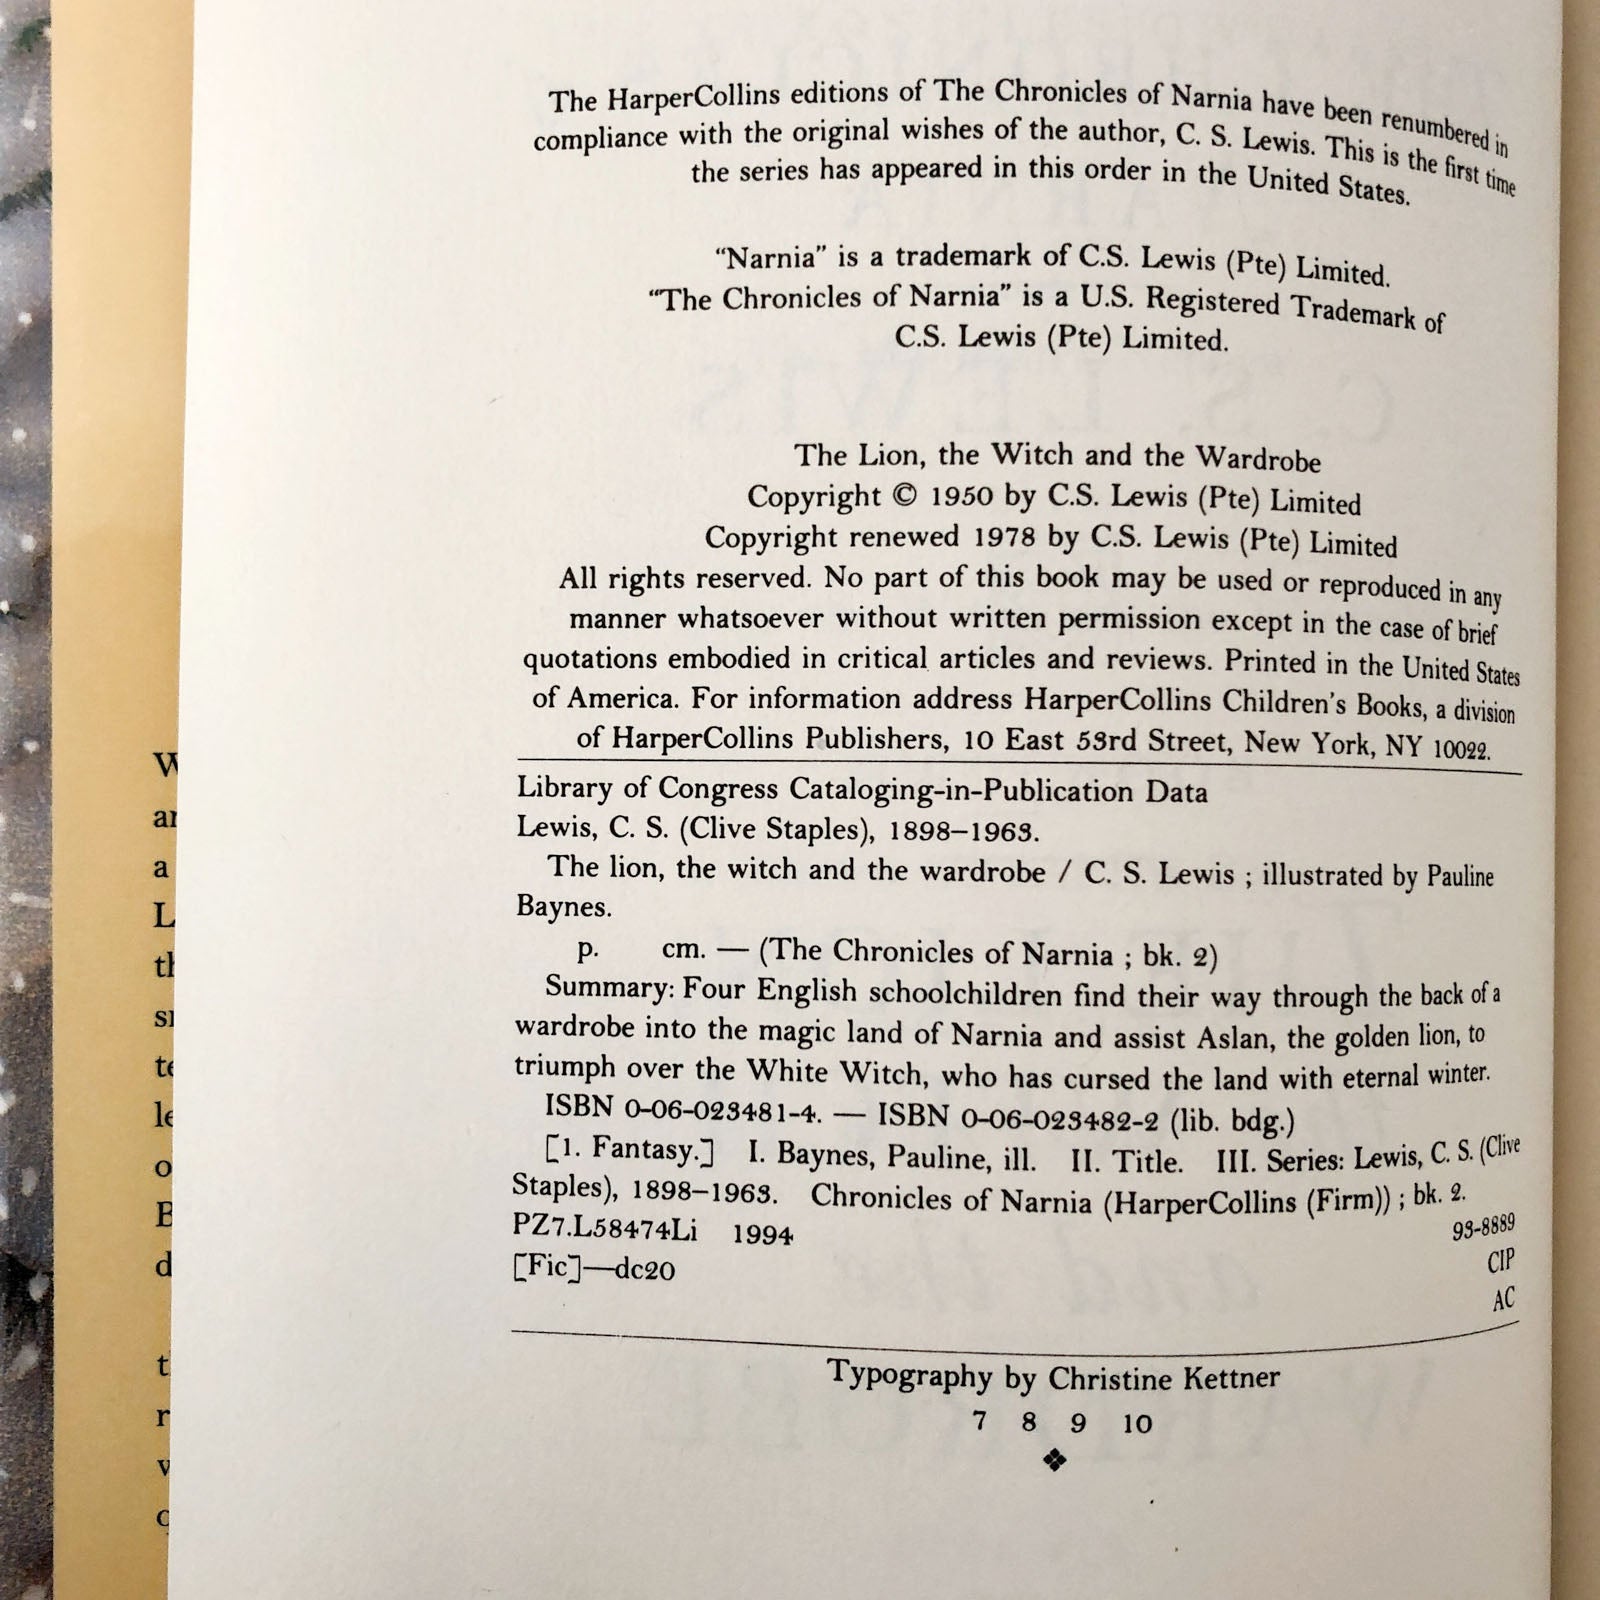 The HarperCollins editions of The Chronicles of Narnia have been renumbered in
compliance with the original wishes of the author, C. S. Lewis. This is the first time
the series has appeared in this order in the United States.
“Narnia” is a trademark of C.S. Lewis (Pte) Limited.
“The Chronicles of Narnia” is a U.S. Registered Trademark of
C.S. Lewis (Pte) Limited.
The Lion, the Witch and the Wardrobe
Copyright © 1950 by C.S. Lewis (Pte) Limited
Copyright renewed 1978 by C.S. Lewis (Pte) Limited
All rights reserved. No part of this book may be used or reproduced in any
manner whatsoever without written permission except in the case of brief
quotations embodied in critical articles and reviews. Printed in the United States
of America. For information address HarperCollins Children's Books, a division
of HarperCollins Publishers, 10 East 53rd Street, New York, NY 10022.
Library of Congress Cataloging-in-Publication Data
Lewis, C. S. (Clive Staples), 1898–1963.
The lion, the witch and the wardrobe / C. S. Lewis ; illustrated by Pauline
Baynes.
p. cm. — (The Chronicles of Narnia ; bk. 2)
Summary: Four English schoolchildren find their way through the back of a
wardrobe into the magic land of Narnia and assist Aslan, the golden lion, to
triumph over the White Witch, who has cursed the land with eternal winter.
ISBN 0-06-023481-4. — ISBN 0-06-023482-2 (lib. bdg.)
[1. Fantasy.] I. Baynes, Pauline, ill. II. Title. III. Series: Lewis, C. S. (Clive
Staples), 1898–1963. Chronicles of Narnia (HarperCollins (Firm)) ; bk. 2.
PZ7.L58474Li 1994 93-8889
[Fic]—dc20 CIP
AC
Typography by Christine Kettner
7 8 9 10